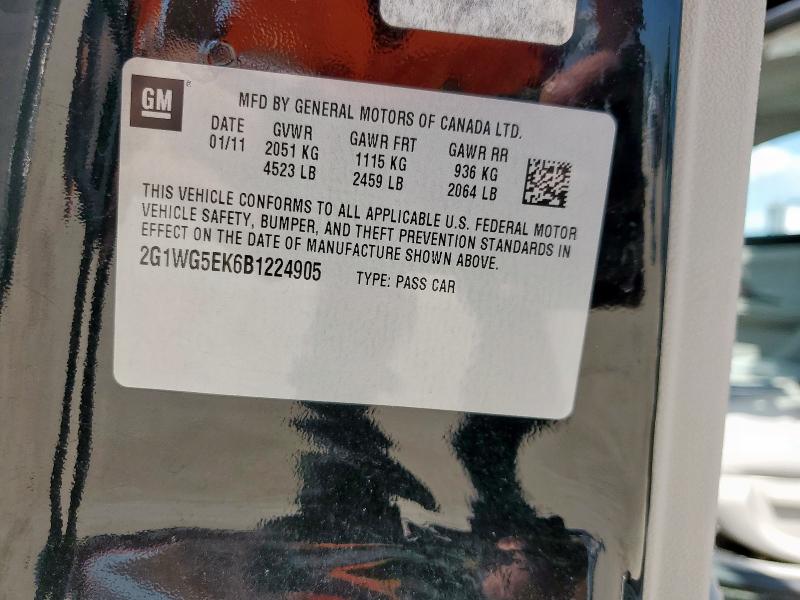 GM
MFD BY GENERAL MOTORS OF CANADA LTD.
DATE GVWR GAWR FRT GAWR RR
01/11 2051 KG 1115 KG 936 KG
4523 LB 2459 LB 2064 LB
THIS VEHICLE CONFORMS TO ALL APPLICABLE U.S. FEDERAL MOTOR
VEHICLE SAFETY, BUMPER, AND THEFT PREVENTION STANDARDS IN
EFFECT ON THE DATE OF MANUFACTURE SHOWN ABOVE.
2G1WG5EK6B1224905 TYPE: PASS CAR